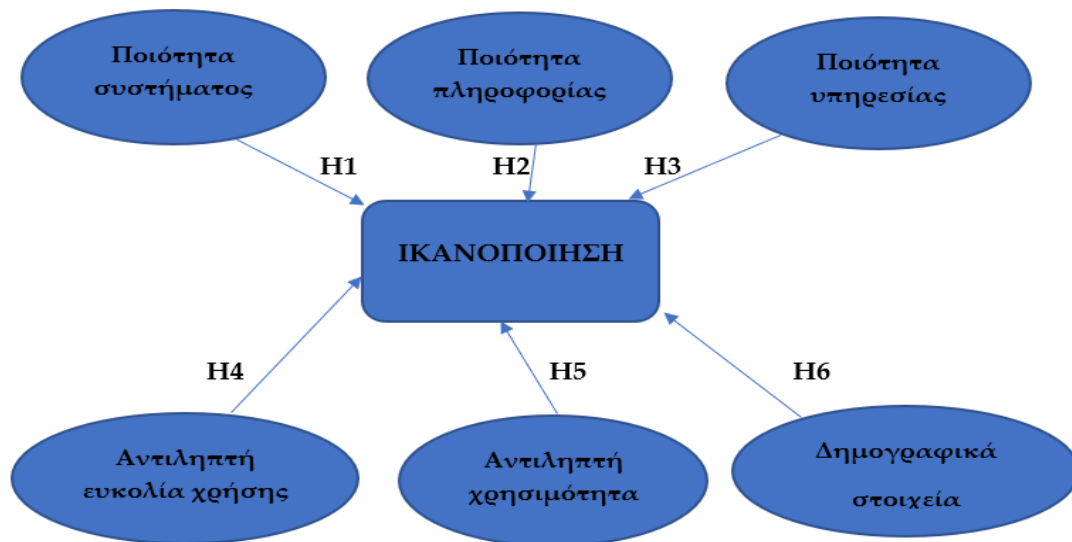 Ποιότητα
συστήματος
Ποιότητα
πληροφορίας
Ποιότητα
υπηρεσίας
H1
H2
H3
ΙΚΑΝΟΠΟΙΗΣΗ
H4
H5
H6
Αντιληπτή
ευκολία χρήσης
Αντιληπτή
χρησιμότητα
Δημογραφικά
στοιχεία